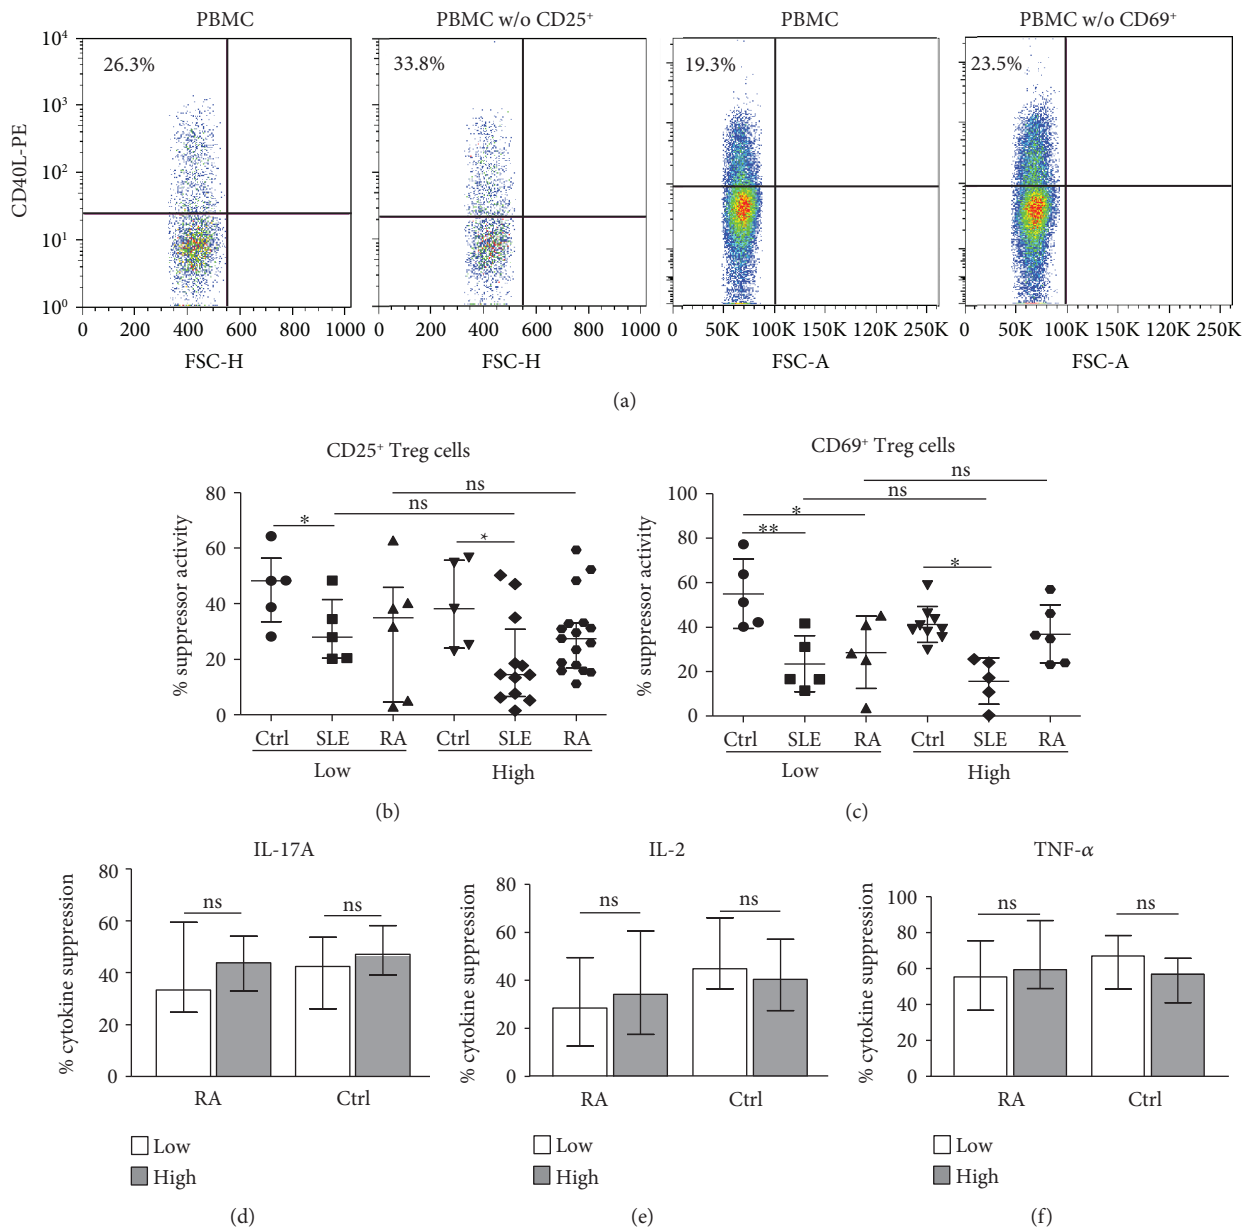 PBMC
PBMC w/o CD25⁺
PBMC
PBMC w/o CD69⁺
CD40L-PE
10⁴
10³
10²
10¹
10⁰
26.3%
33.8%
19.3%
23.5%
0 200 400 600 800 1000
0 200 400 600 800 1000
0 50K 100K 150K 120K 250K
0 50K 100K 150K 120K 250K
FSC-H
FSC-H
FSC-A
FSC-A
(a)
CD25⁺ Treg cells
% suppressor activity
80
60
40
20
0
*
ns
ns
*
Ctrl SLE RA Ctrl SLE RA
Low High
(b)
CD69⁺ Treg cells
% suppressor activity
100
80
60
40
20
0
**
*
ns
ns
*
Ctrl SLE RA Ctrl SLE RA
Low High
(c)
IL-17A
% cytokine suppression
80
60
40
20
0
ns ns
RA Ctrl
Low
High
(d)
IL-2
% cytokine suppression
80
60
40
20
0
ns ns
RA Ctrl
Low
High
(e)
TNF-α
% cytokine suppression
100
80
60
40
20
0
ns ns
RA Ctrl
Low
High
(f)